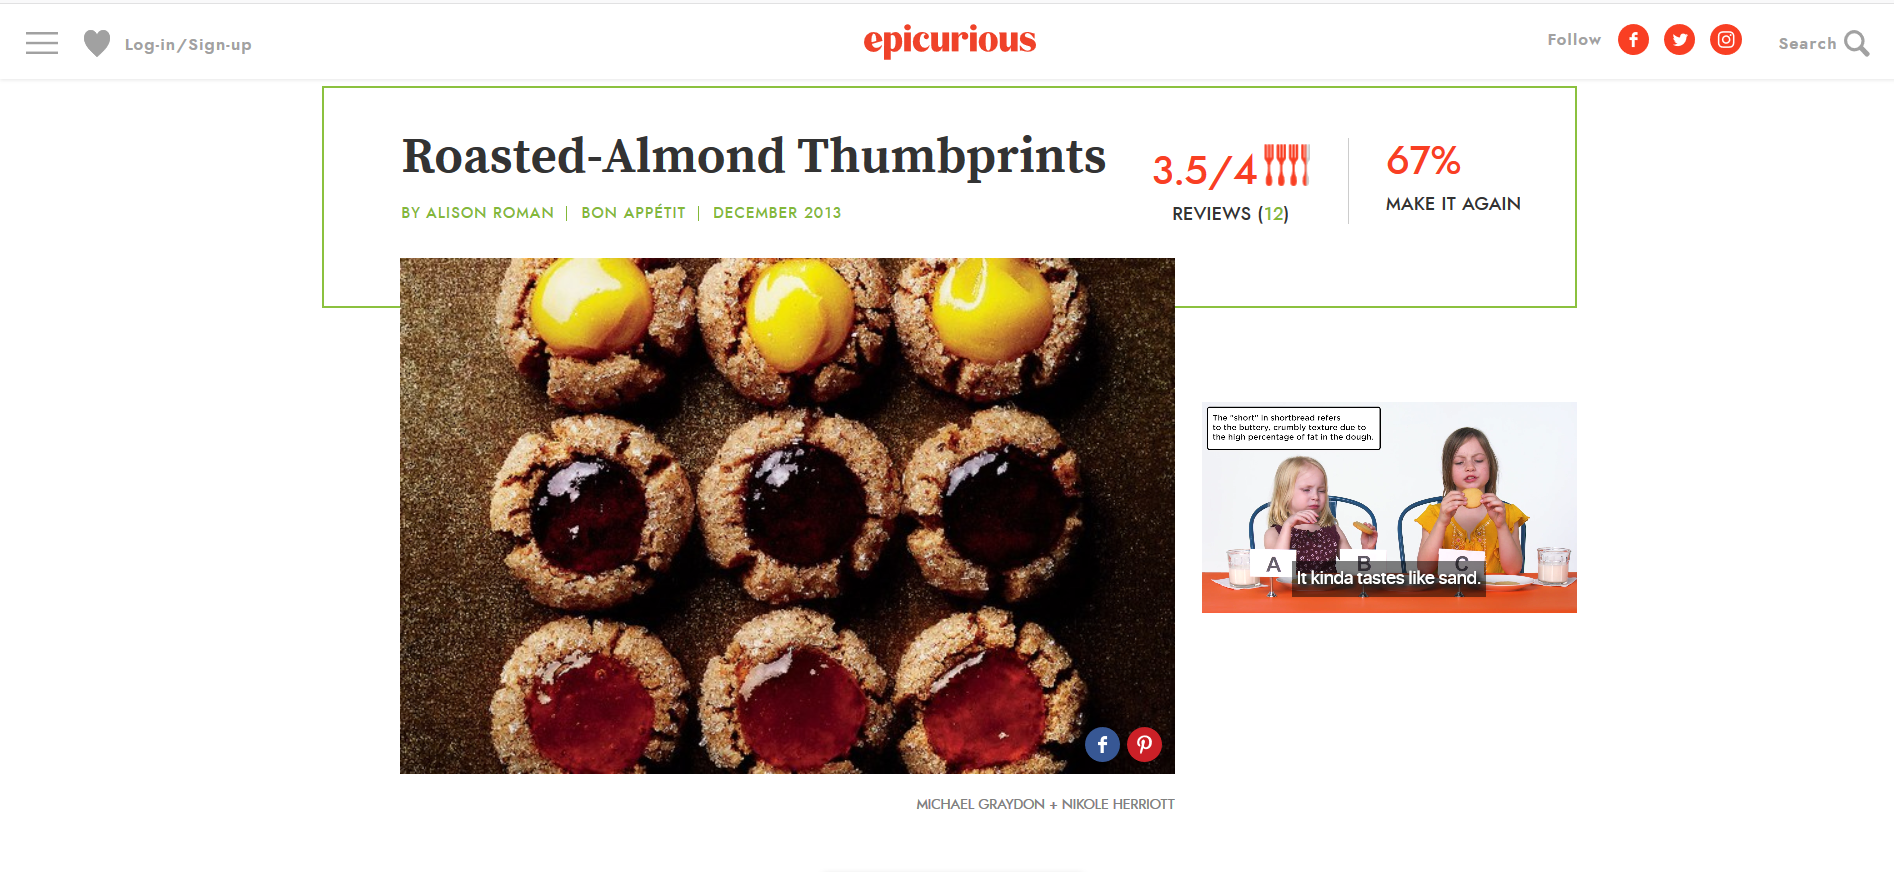 Log-in/Sign-up
epicurious
Follow
Search
Roasted-Almond Thumbprints
BY ALISON ROMAN | BON APPÉTIT | DECEMBER 2013
3.5/4
REVIEWS (12)
67%
MAKE IT AGAIN
The "short" in shortbread refers
to the buttery, crumbly texture due to
the high percentage of fat in the dough.
A B C
It kinda tastes like sand.
MICHAEL GRAYDON + NIKOLE HERRIOTT